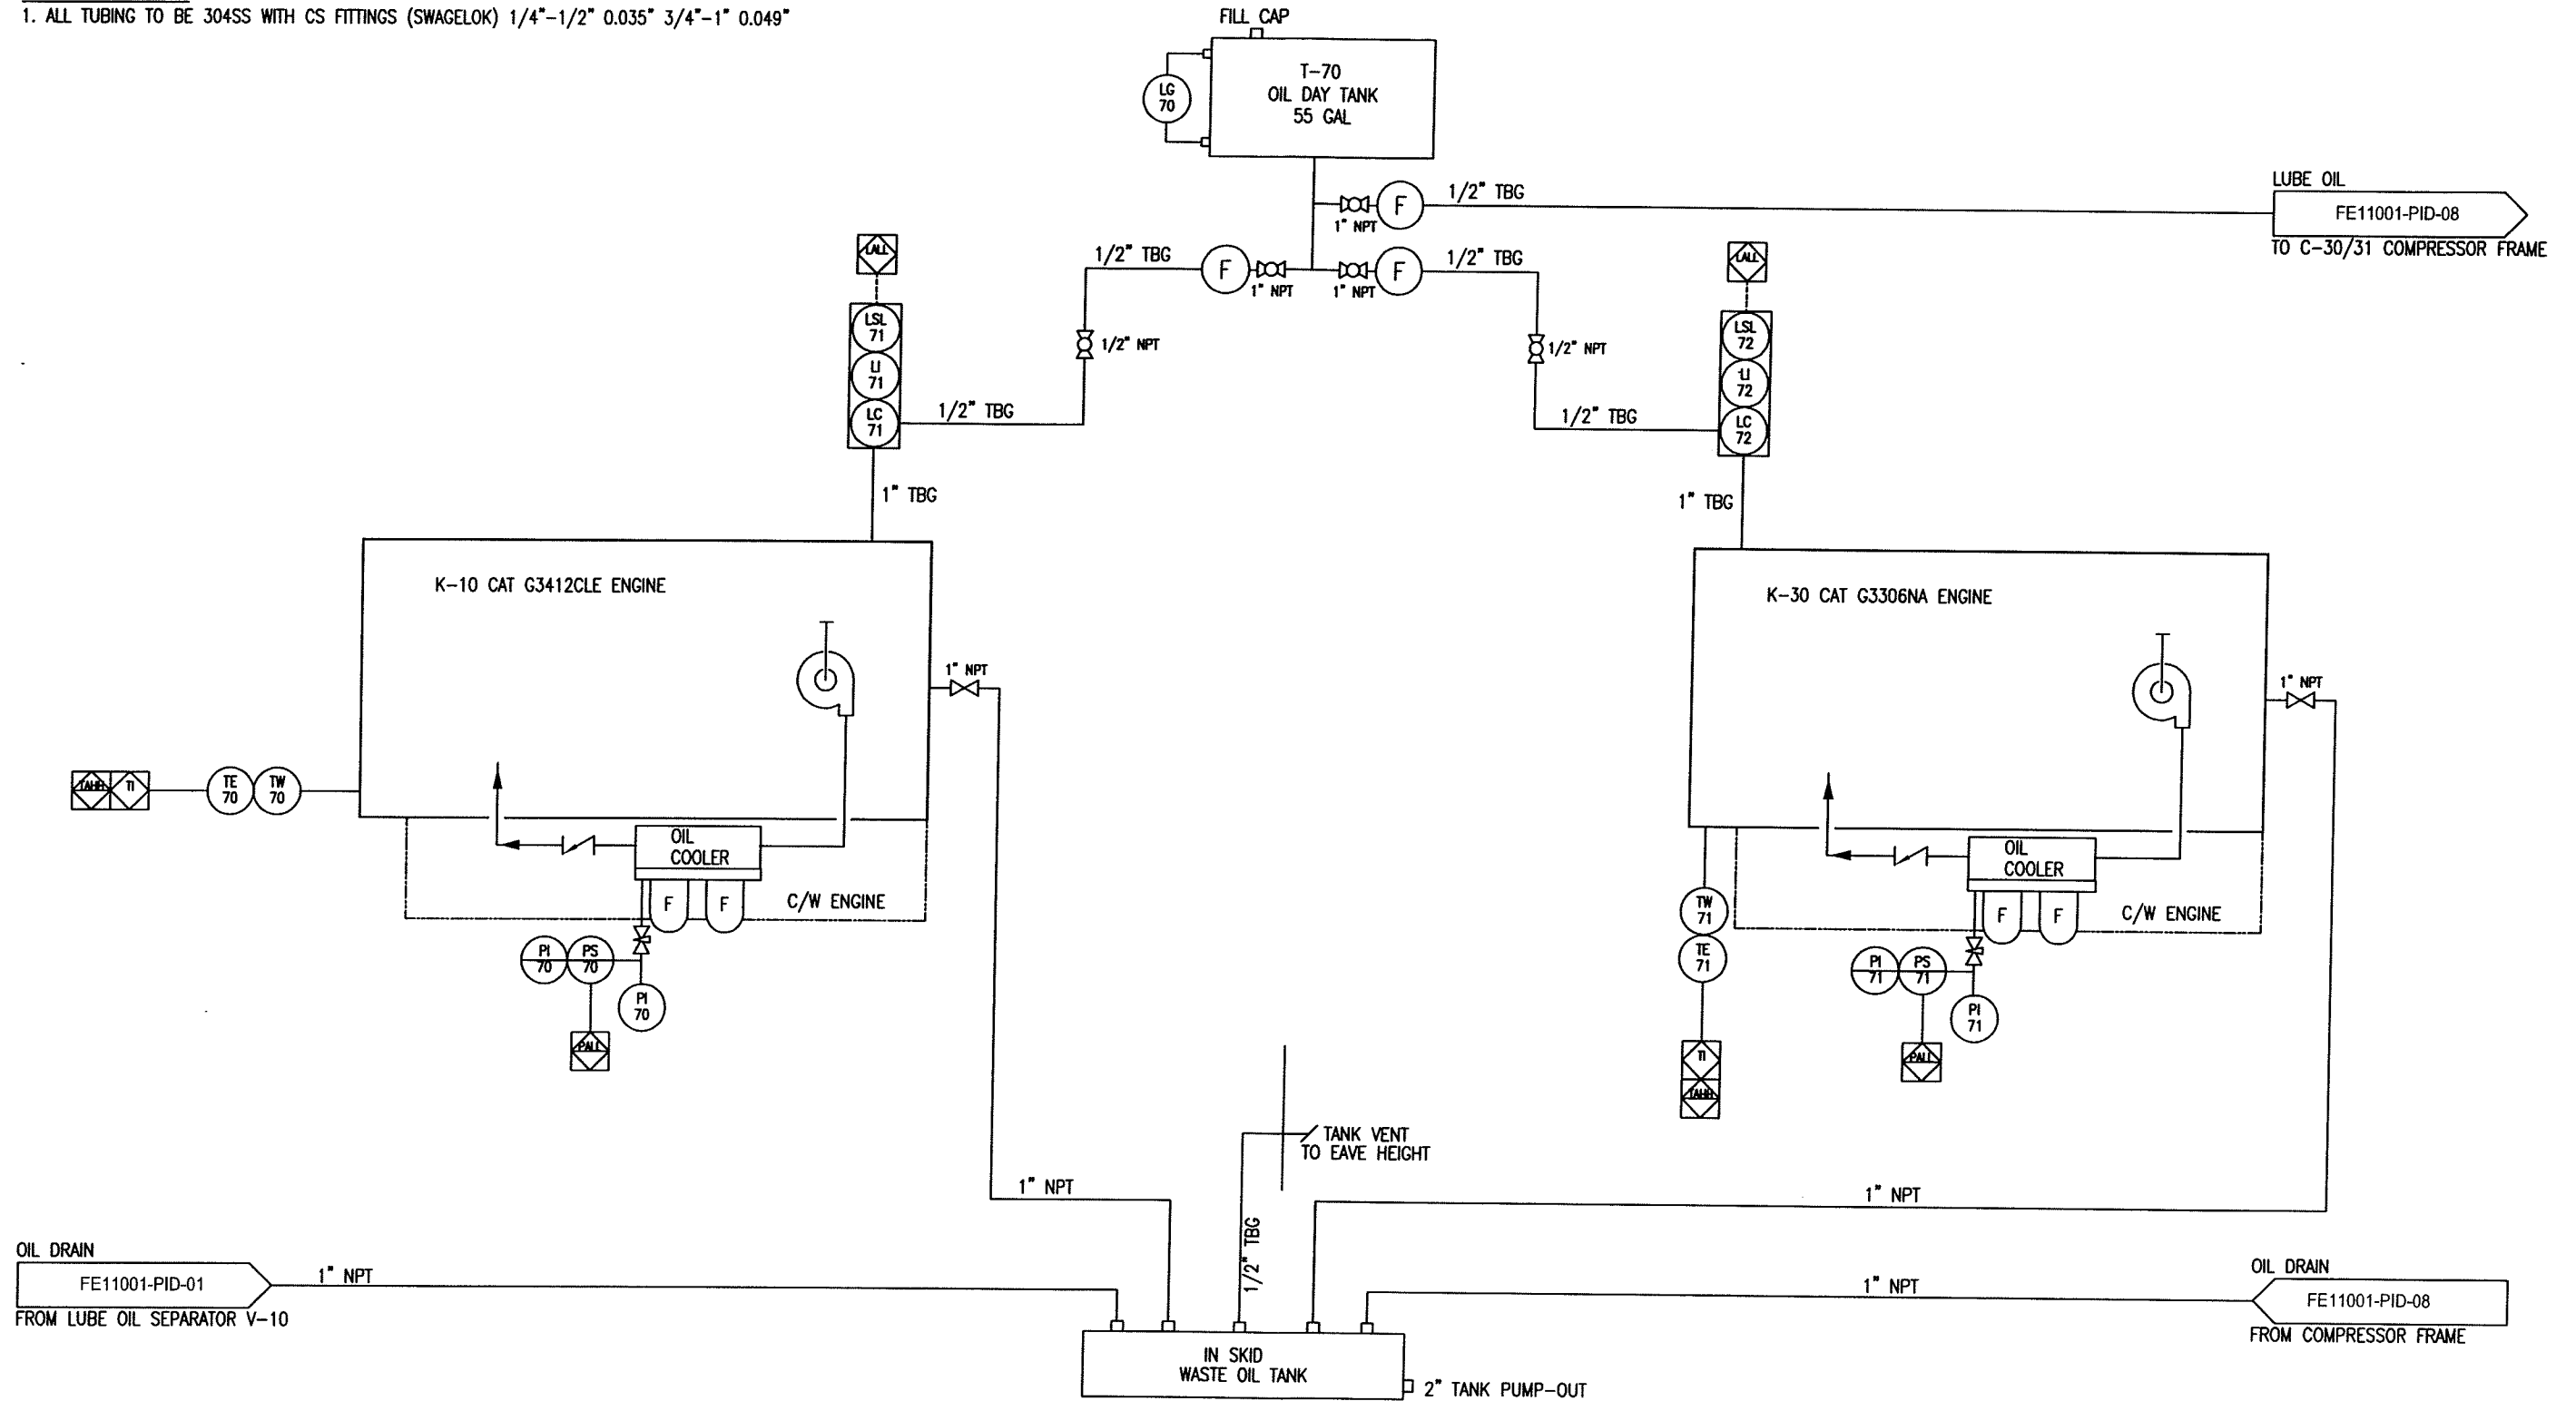 1. ALL TUBING TO BE 304SS WITH CS FITTINGS (SWAGELOK) 1/4"-1/2" 0.035" 3/4"-1" 0.049"
FILL CAP
T-70
OIL DAY TANK
55 GAL
LG
70
1/2" TBG
F
1" NPT
LUBE OIL
FE11001-PID-08
TO C-30/31 COMPRESSOR FRAME
1/2" TBG
F
1" NPT
F
1" NPT
1/2" TBG
LALL
LSL
71
LI
71
LC
71
1/2" TBG
1/2" NPT
1" TBG
LALL
LSL
72
LI
72
LC
72
1/2" NPT
1/2" TBG
1" TBG
K-10 CAT G3412CLE ENGINE
1" NPT
TAHH
TI
TE
70
TW
70
OIL
COOLER
F
F
C/W ENGINE
PI
70
PS
70
PI
70
PALL
K-30 CAT G3306NA ENGINE
1" NPT
OIL
COOLER
F
F
C/W ENGINE
TW
71
TE
71
TI
TAHH
PI
71
PS
71
PI
71
PALL
TANK VENT
TO EAVE HEIGHT
1" NPT
1/2" TBG
1" NPT
OIL DRAIN
FE11001-PID-01
FROM LUBE OIL SEPARATOR V-10
1" NPT
1" NPT
OIL DRAIN
FE11001-PID-08
FROM COMPRESSOR FRAME
IN SKID
WASTE OIL TANK
2" TANK PUMP-OUT